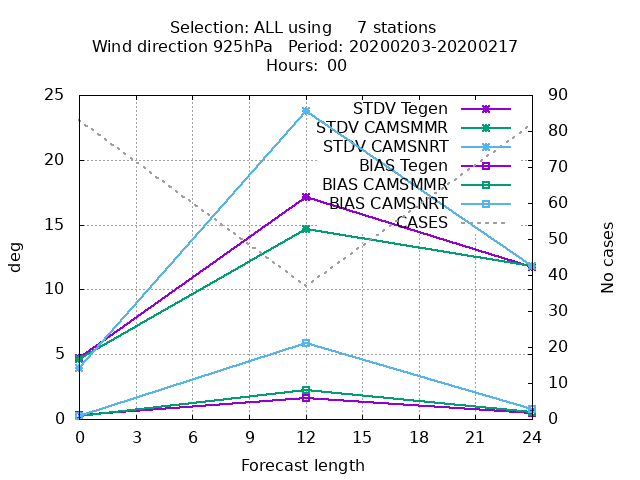 Selection: ALL using 7 stations
Wind direction 925hPa Period: 20200203-20200217
Hours: 00
25
20
15
10
5
0
deg
90
80
70
60
50
40
30
20
10
0
No cases
STDV Tegen
STDV CAMSMMR
STDV CAMSNRT
BIAS Tegen
BIAS CAMSMMR
BIAS CAMSNRT
CASES
0 3 6 9 12 15 18 21 24
Forecast length